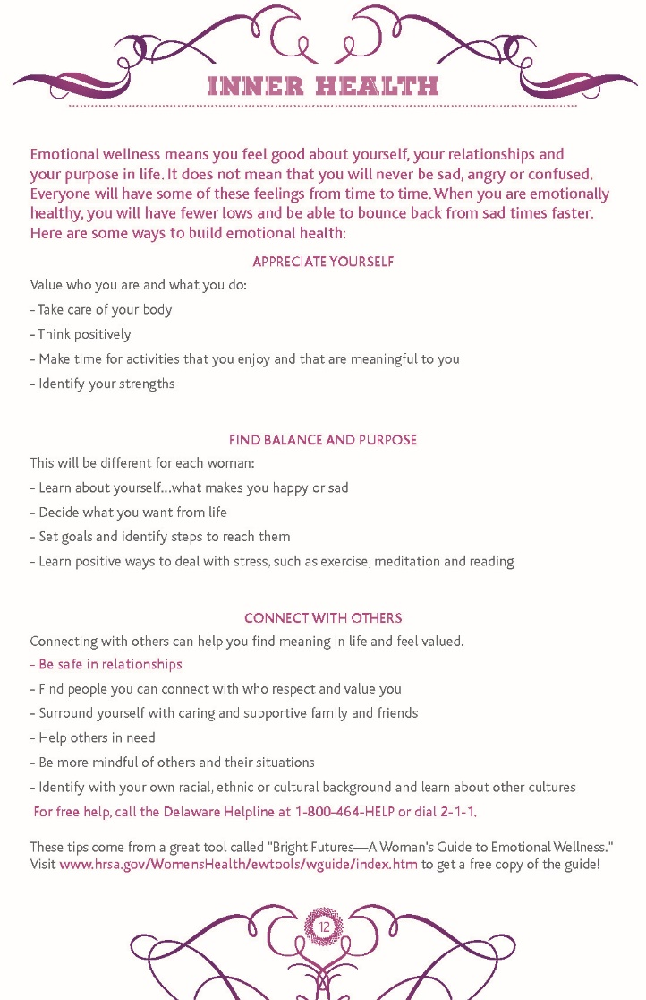 INNER HEALTH
Emotional wellness means you feel good about yourself, your relationships and
your purpose in life. It does not mean that you will never be sad, angry or confused.
Everyone will have some of these feelings from time to time. When you are emotionally
healthy, you will have fewer lows and be able to bounce back from sad times faster.
Here are some ways to build emotional health:
APPRECIATE YOURSELF
Value who you are and what you do:
- Take care of your body
- Think positively
- Make time for activities that you enjoy and that are meaningful to you
- Identify your strengths
FIND BALANCE AND PURPOSE
This will be different for each woman:
- Learn about yourself...what makes you happy or sad
- Decide what you want from life
- Set goals and identify steps to reach them
- Learn positive ways to deal with stress, such as exercise, meditation and reading
CONNECT WITH OTHERS
Connecting with others can help you find meaning in life and feel valued.
- Be safe in relationships
- Find people you can connect with who respect and value you
- Surround yourself with caring and supportive family and friends
- Help others in need
- Be more mindful of others and their situations
- Identify with your own racial, ethnic or cultural background and learn about other cultures
For free help, call the Delaware Helpline at 1-800-464-HELP or dial 2-1-1.
These tips come from a great tool called "Bright Futures—A Woman's Guide to Emotional Wellness."
Visit www.hrsa.gov/WomensHealth/ewtools/wguide/index.htm to get a free copy of the guide!
12